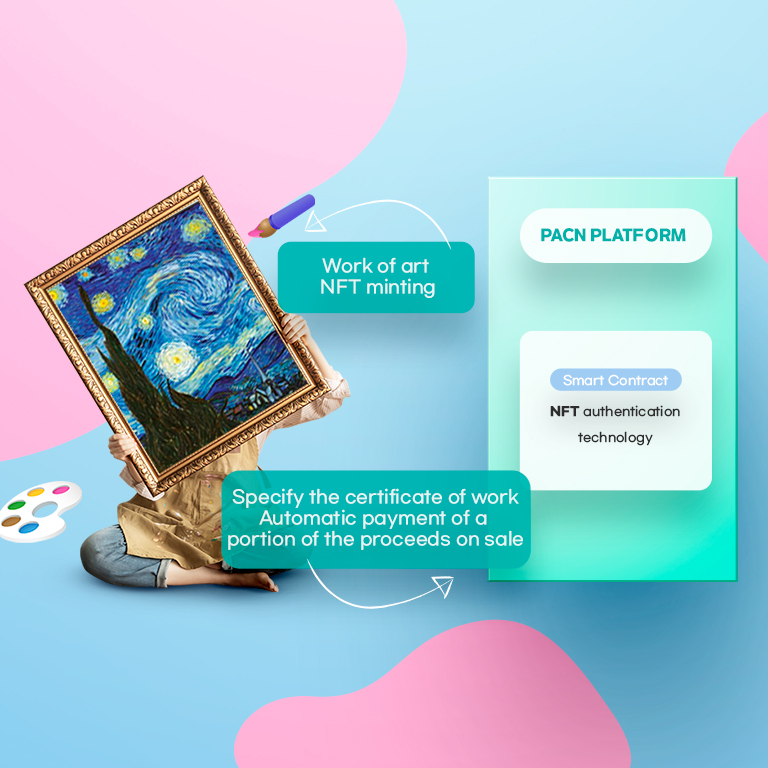 Work of art
NFT minting
PACN PLATFORM
Smart Contract
NFT authentication
technology
Specify the certificate of work
Automatic payment of a
portion of the proceeds on sale